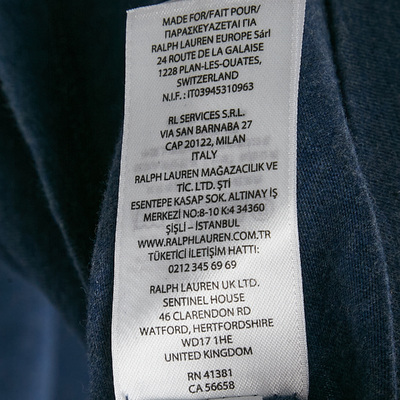 MADE FOR/FAIT POUR/
ΠΑΡΑΣΚΕΥΑΖΕΤΑΙ ΓΙΑ
RALPH LAUREN EUROPE Sárl
24 ROUTE DE LA GALAISE
1228 PLAN-LES-OUATES,
SWITZERLAND
N.I.F. : IT03945310963
RL SERVICES S.R.L.
VIA SAN BARNABA 27
CAP 20122, MILAN
ITALY
RALPH LAUREN MAĞAZACILIK VE
TİC. LTD. ŞTİ
ESENTEPE KASAP SOK. ALTINAY İŞ
MERKEZİ NO:8-10 K:4 34360
ŞİŞLİ – İSTANBUL
WWW.RALPHLAUREN.COM.TR
TÜKETİCİ İLETİŞİM HATTI:
0212 345 69 69
RALPH LAUREN UK LTD.
SENTINEL HOUSE
46 CLARENDON RD
WATFORD, HERTFORDSHIRE
WD17 1HE
UNITED KINGDOM
RN 41381
CA 56658